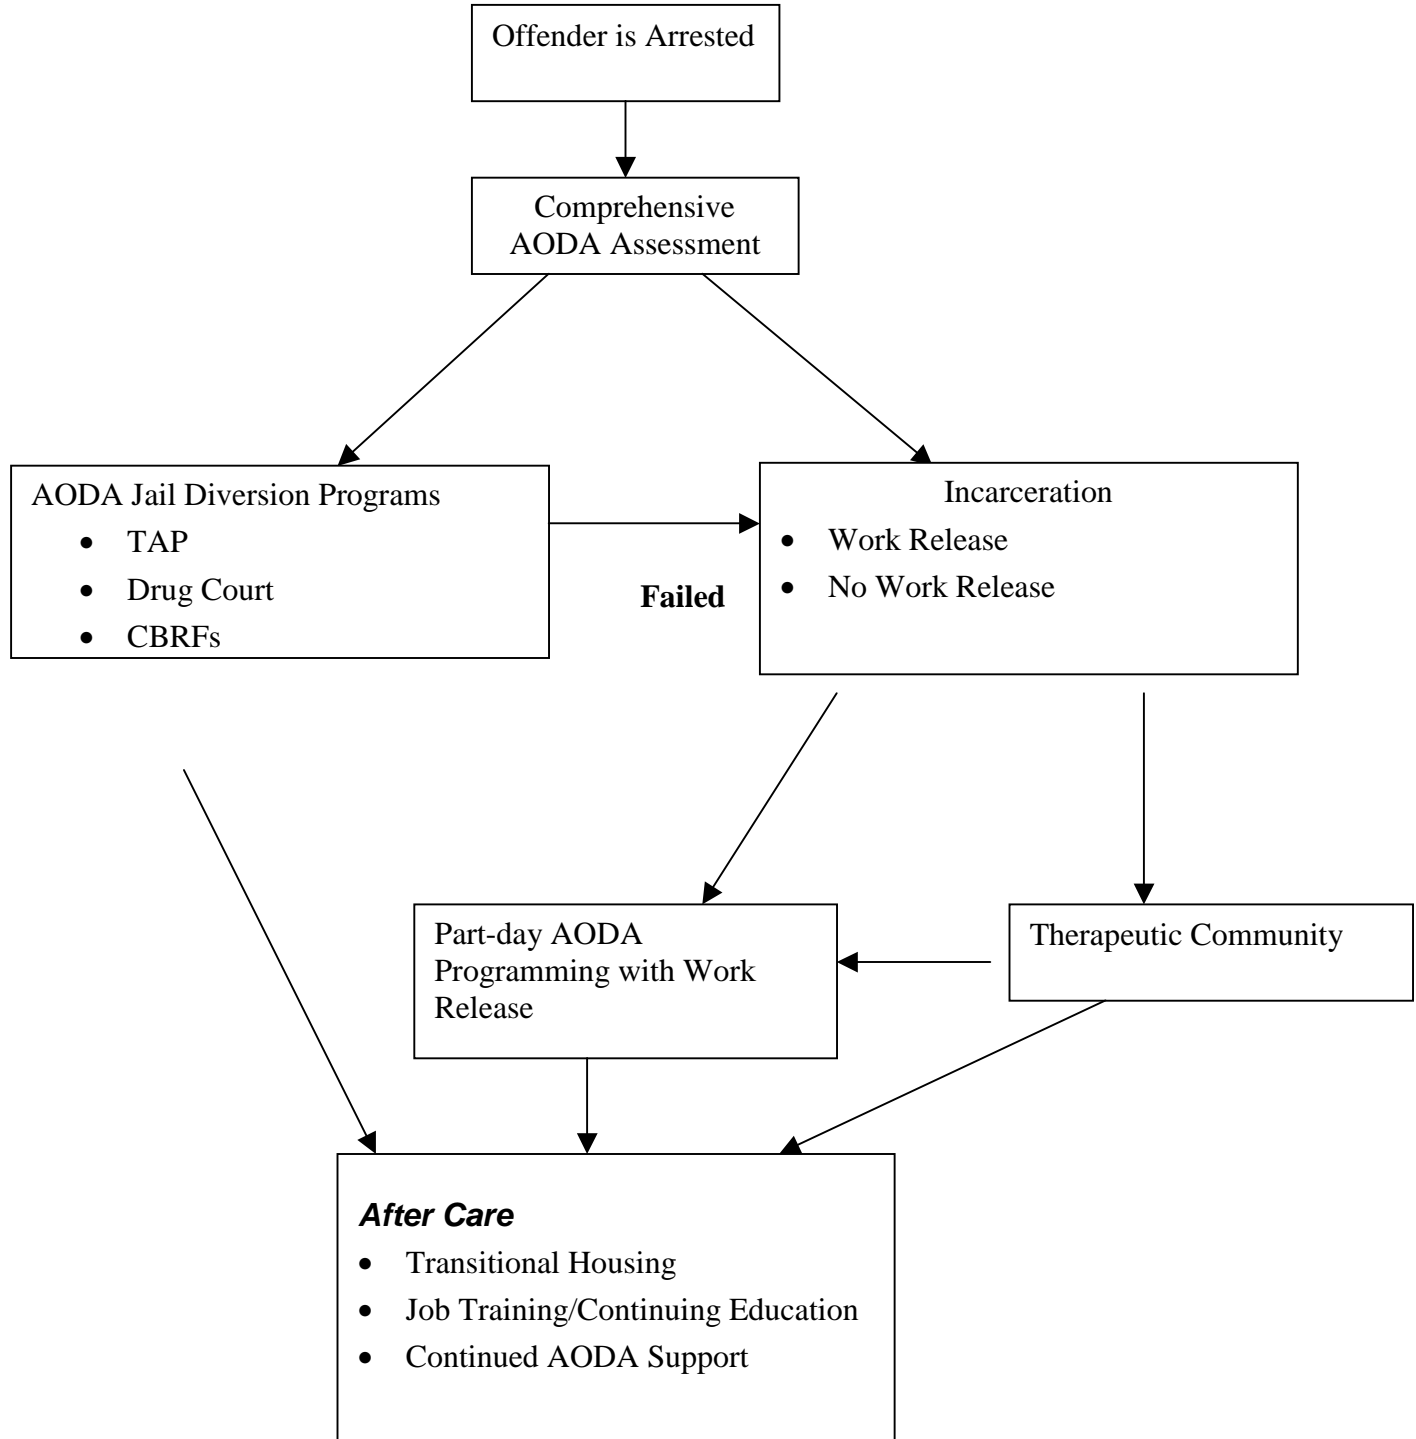 Offender is Arrested
Comprehensive
AODA Assessment
AODA Jail Diversion Programs
• TAP
• Drug Court
• CBRFs
Failed
Incarceration
• Work Release
• No Work Release
Part-day AODA
Programming with Work
Release
Therapeutic Community
After Care
• Transitional Housing
• Job Training/Continuing Education
• Continued AODA Support